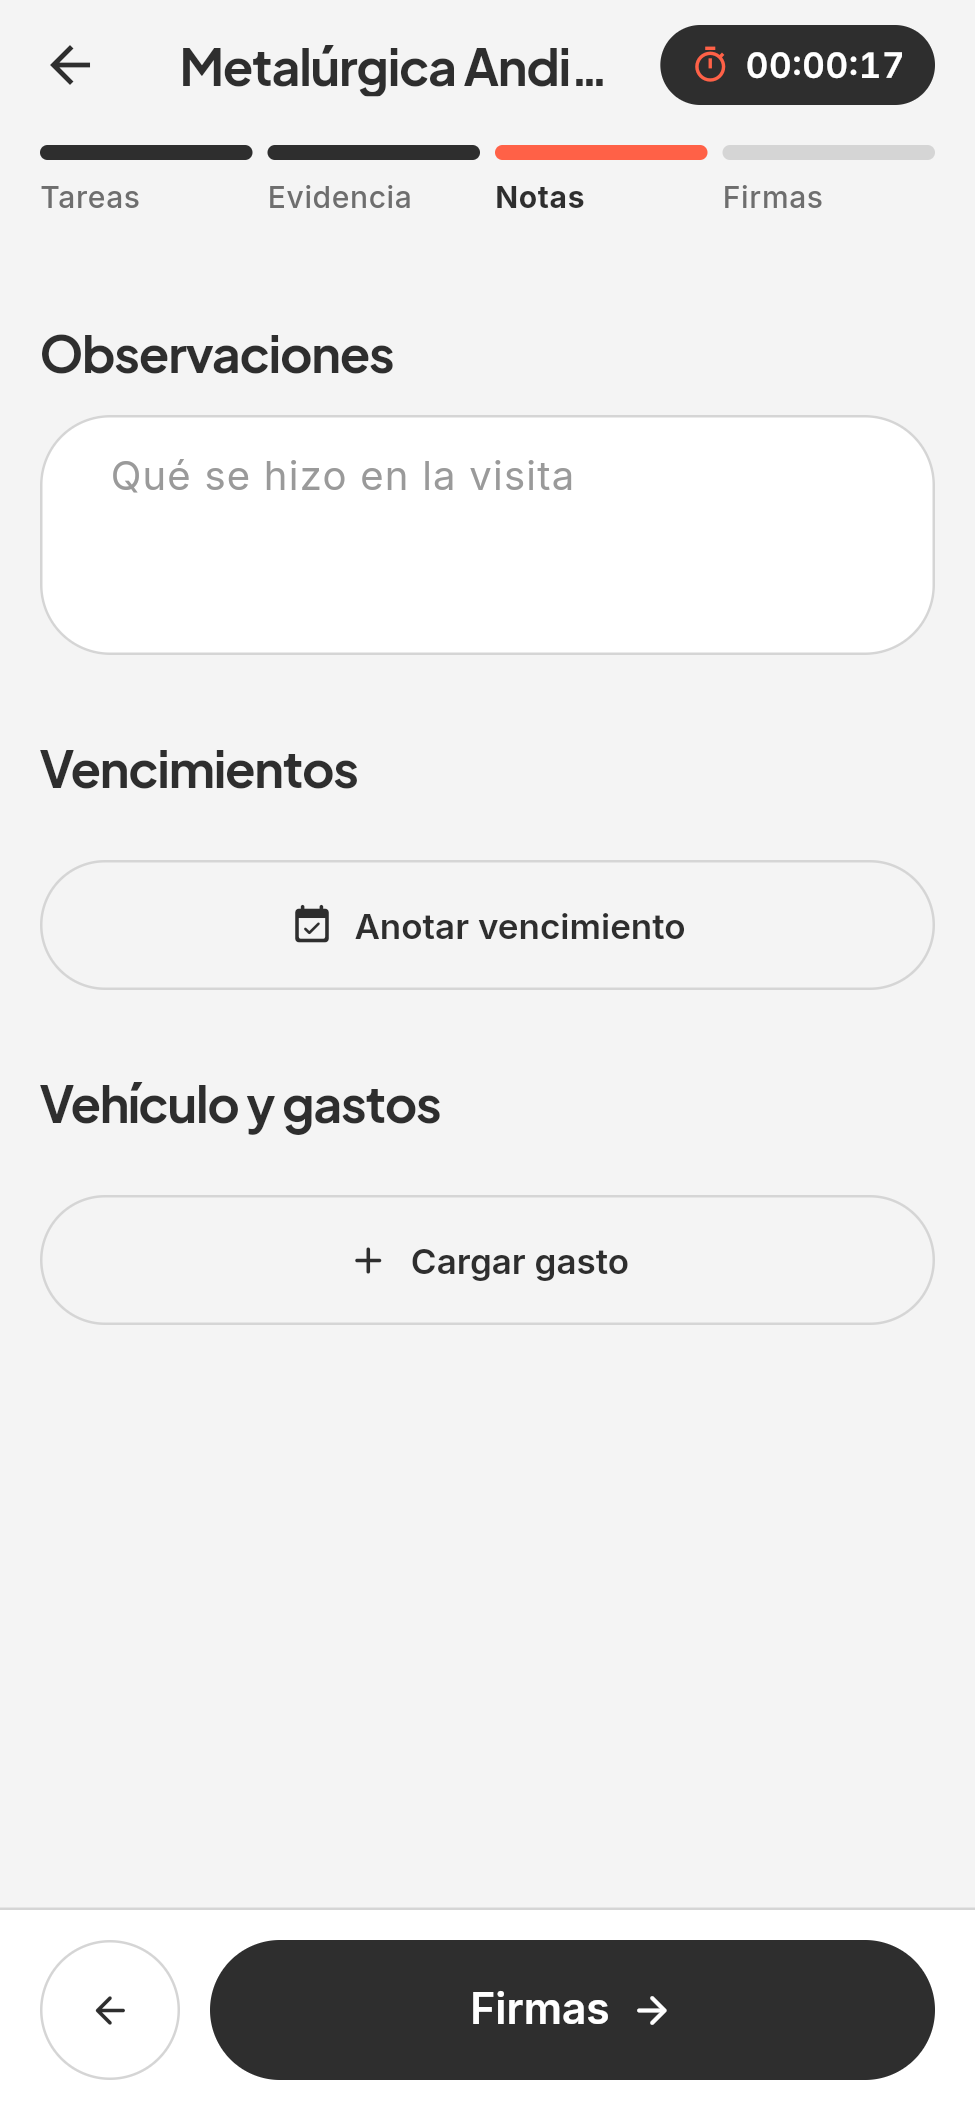 Metalúrgica Andi...
00:00:17
Tareas
Evidencia
Notas
Firmas
Observaciones
Qué se hizo en la visita
Vencimientos
Anotar vencimiento
Vehículo y gastos
Cargar gasto
Firmas